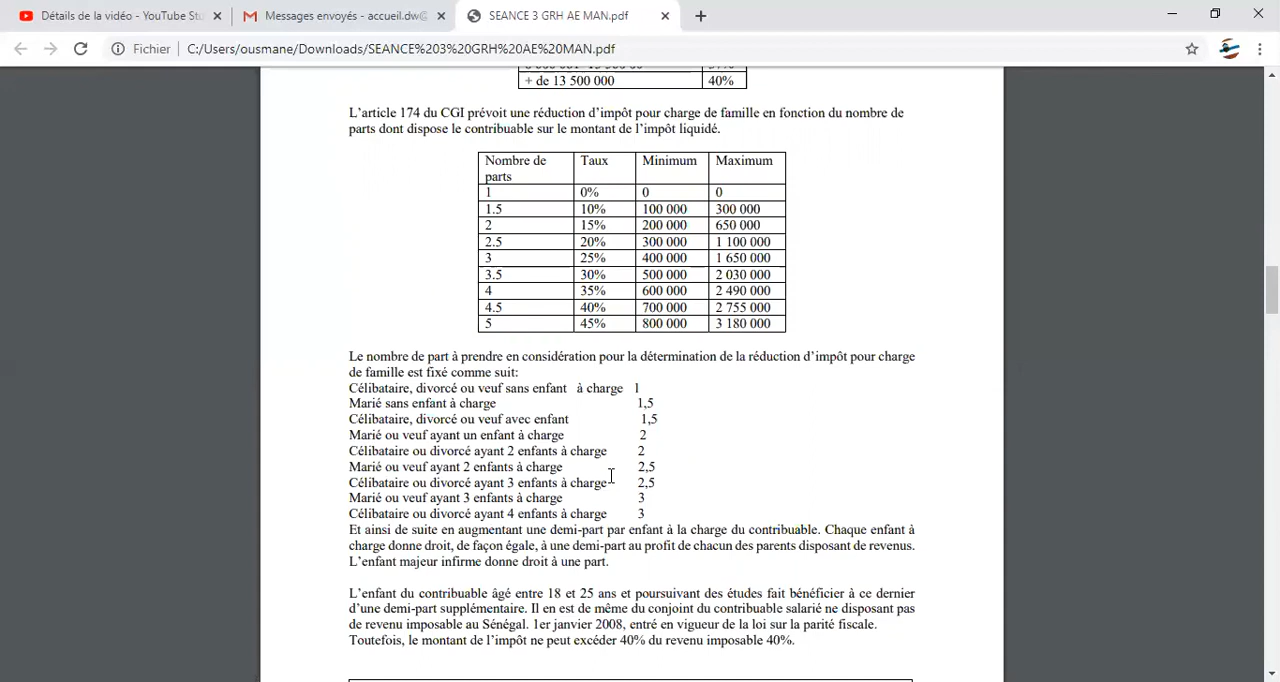 Détails de la vidéo - YouTube Stu
Messages envoyés - accueil.dw@
SEANCE 3 GRH AE MAN.pdf
Fichier C:/Users/ousmane/Downloads/SEANCE%203%20GRH%20AE%20MAN.pdf
+ de 13 500 000 40%
L'article 174 du CGI prévoit une réduction d'impôt pour charge de famille en fonction du nombre de
parts dont dispose le contribuable sur le montant de l'impôt liquidé.
Nombre de parts Taux Minimum Maximum
1 0% 0 0
1.5 10% 100 000 300 000
2 15% 200 000 650 000
2.5 20% 300 000 1 100 000
3 25% 400 000 1 650 000
3.5 30% 500 000 2 030 000
4 35% 600 000 2 490 000
4.5 40% 700 000 2 755 000
5 45% 800 000 3 180 000
Le nombre de part à prendre en considération pour la détermination de la réduction d'impôt pour charge
de famille est fixé comme suit:
Célibataire, divorcé ou veuf sans enfant à charge 1
Marié sans enfant à charge 1,5
Célibataire, divorcé ou veuf avec enfant 1,5
Marié ou veuf ayant un enfant à charge 2
Célibataire ou divorcé ayant 2 enfants à charge 2
Marié ou veuf ayant 2 enfants à charge 2,5
Célibataire ou divorcé ayant 3 enfants à charge 2,5
Marié ou veuf ayant 3 enfants à charge 3
Célibataire ou divorcé ayant 4 enfants à charge 3
Et ainsi de suite en augmentant une demi-part par enfant à la charge du contribuable. Chaque enfant à
charge donne droit, de façon égale, à une demi-part au profit de chacun des parents disposant de revenus.
L'enfant majeur infirme donne droit à une part.
L'enfant du contribuable âgé entre 18 et 25 ans et poursuivant des études fait bénéficier à ce dernier
d'une demi-part supplémentaire. Il en est de même du conjoint du contribuable salarié ne disposant pas
de revenu imposable au Sénégal. 1er janvier 2008, entré en vigueur de la loi sur la parité fiscale.
Toutefois, le montant de l'impôt ne peut excéder 40% du revenu imposable 40%.